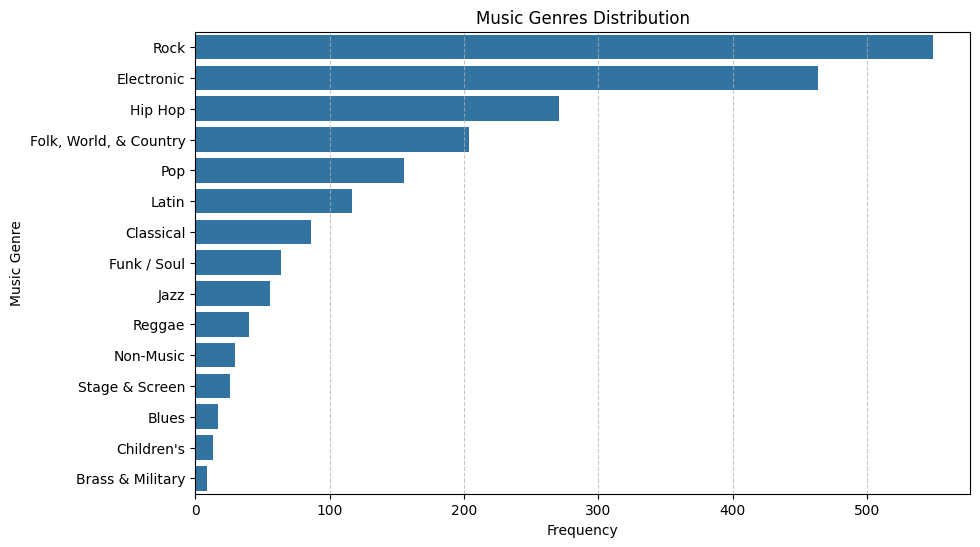 Music Genres Distribution
Music Genre
Rock
Electronic
Hip Hop
Folk, World, & Country
Pop
Latin
Classical
Funk / Soul
Jazz
Reggae
Non-Music
Stage & Screen
Blues
Children's
Brass & Military
0 100 200 300 400 500
Frequency